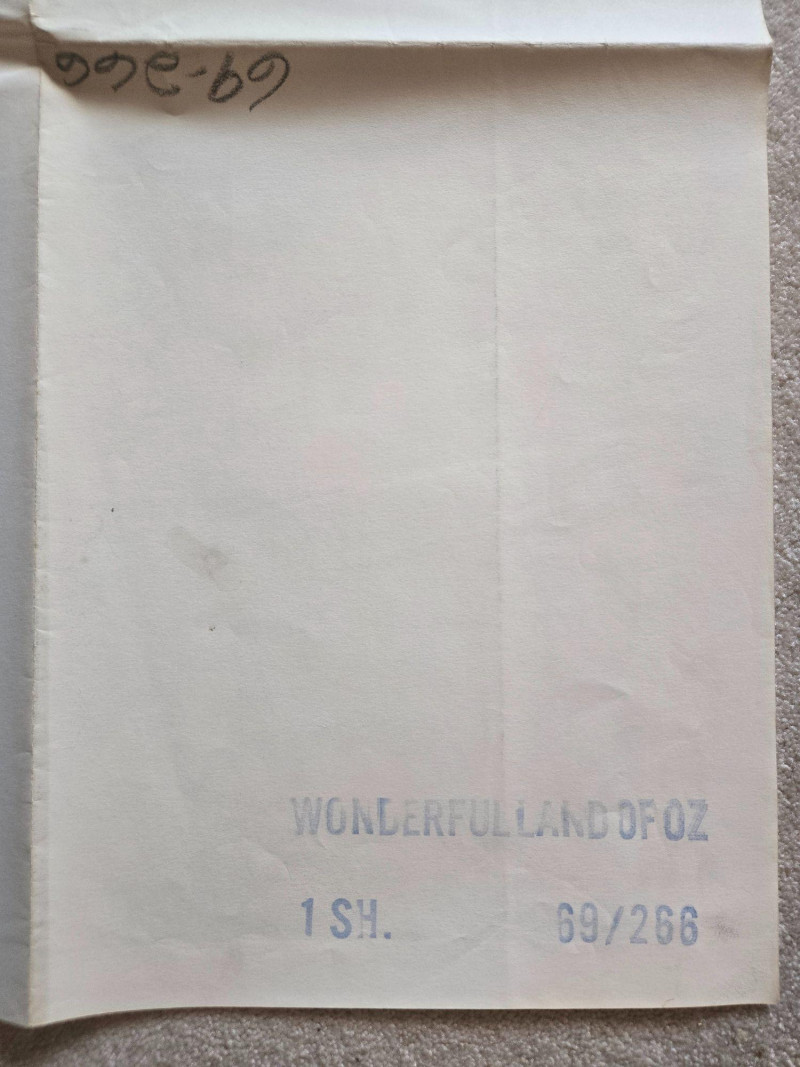 69-266
WONDERFUL LAND OF OZ
1 SH. 69/266